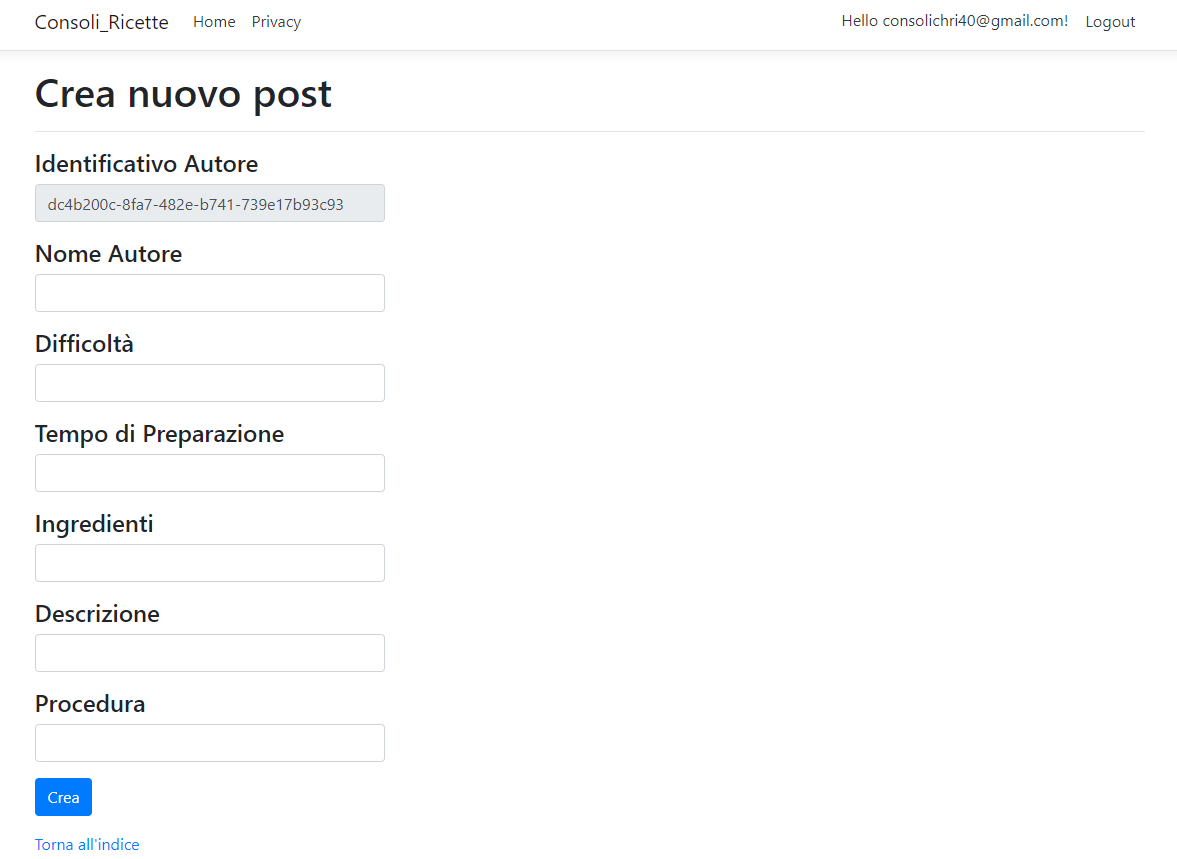 Consoli_Ricette Home Privacy Hello consolichri40@gmail.com! Logout
Crea nuovo post
Identificativo Autore
dc4b200c-8fa7-482e-b741-739e17b93c93
Nome Autore
Difficoltà
Tempo di Preparazione
Ingredienti
Descrizione
Procedura
Crea
Torna all'indice